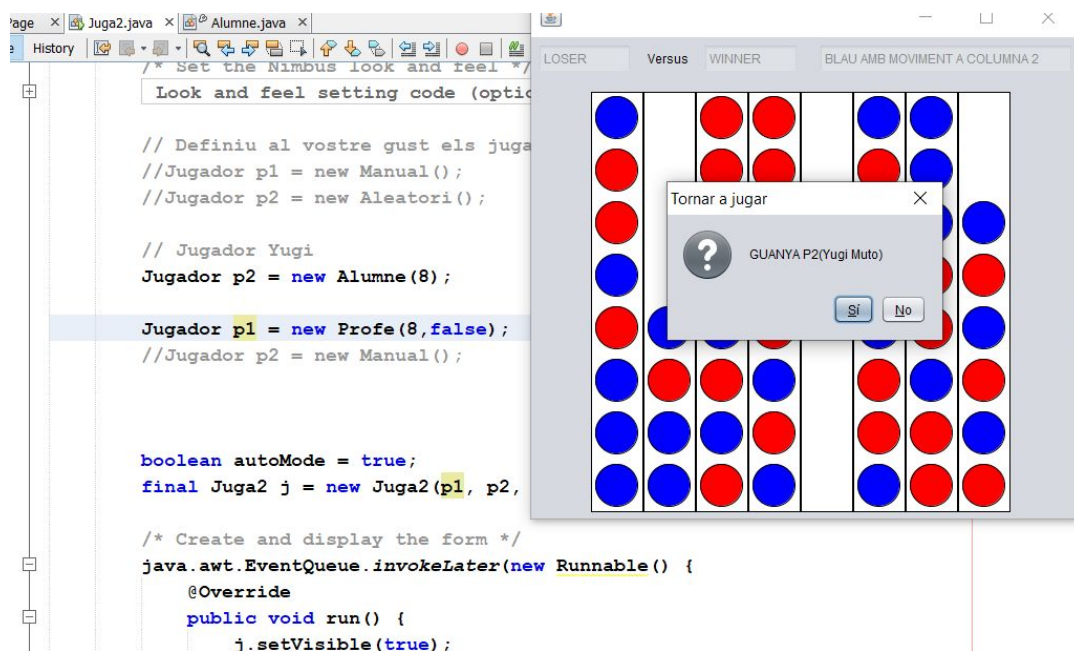 Page Juga2.java Alumne.java
History
/* Set the Nimbus look and feel */
Look and feel setting code
// Definiu al vostre gust els
//Jugador p1 = new Manual();
//Jugador p2 = new Aleatori();
// Jugador Yugi
Jugador p2 = new Alumne(8);
Jugador p1 = new Profe(8,false);
//Jugador p2 = new Manual();
boolean autoMode = true;
final Juga2 j = new Juga2(p1, p2,
/* Create and display the form */
java.awt.EventQueue.invokeLater(new Runnable() {
@Override
public void run() {
j.setVisible(true);
LOSER Versus WINNER BLAU AMB MOVIMENT A COLUMNA 2
Tornar a jugar
GUANYA P2(Yugi Muto)
Sí No